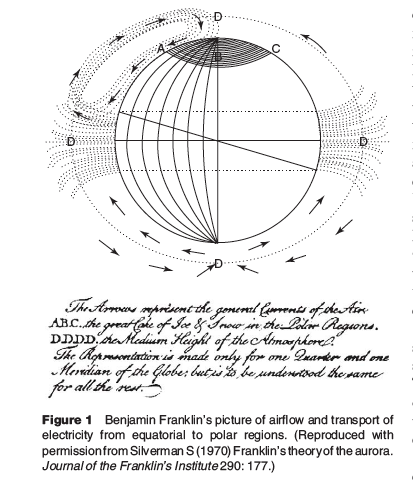 D
A
B
C
D
D
D
The Arrows represent the general Currents of the Air
A.B.C. the great Cake of Ice & Snow in the Polar Regions.
D.D.D.D. the Medium Height of the Atmosphere.
The Representation is made only for one Quarter and one
Meridian of the Globe; but is to be understood the same
for all the rest.
Figure 1 Benjamin Franklin's picture of airflow and transport of
electricity from equatorial to polar regions. (Reproduced with
permission from Silverman S (1970) Franklin's theory of the aurora.
Journal of the Franklin's Institute 290: 177.)